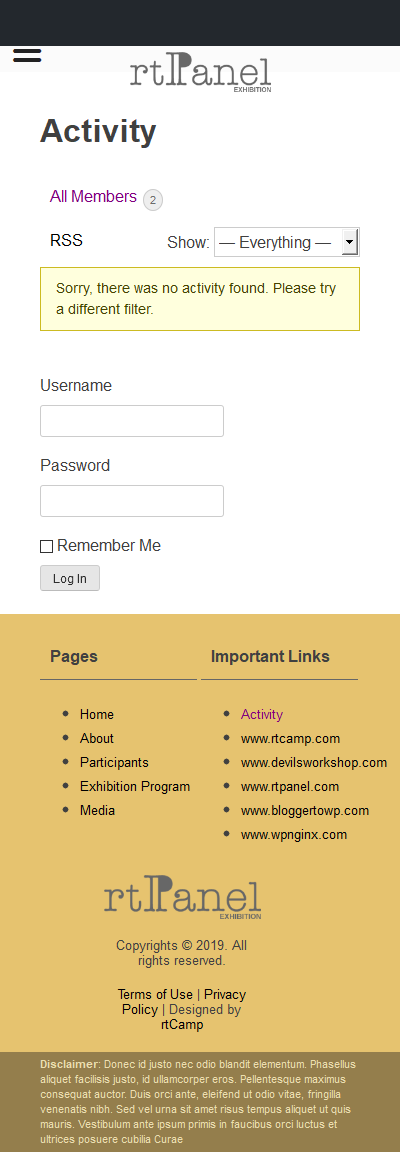 rtPanel
EXHIBITION
Activity
All Members 2
RSS
Show: — Everything —
Sorry, there was no activity found. Please try
a different filter.
Username
Password
Remember Me
Log In
Pages
Home
About
Participants
Exhibition Program
Media
Important Links
Activity
www.rtcamp.com
www.devilsworkshop.com
www.rtpanel.com
www.bloggertowp.com
www.wpnginx.com
rtPanel
EXHIBITION
Copyrights © 2019. All
rights reserved.
Terms of Use | Privacy
Policy | Designed by
rtCamp
Disclaimer: Donec id justo nec odio blandit elementum. Phasellus
aliquet facilisis justo, id ullamcorper eros. Pellentesque maximus
consequat auctor. Duis orci ante, eleifend ut odio vitae, fringilla
venenatis nibh. Sed vel urna sit amet risus tempus aliquet ut quis
mauris. Vestibulum ante ipsum primis in faucibus orci luctus et
ultrices posuere cubilia Curae